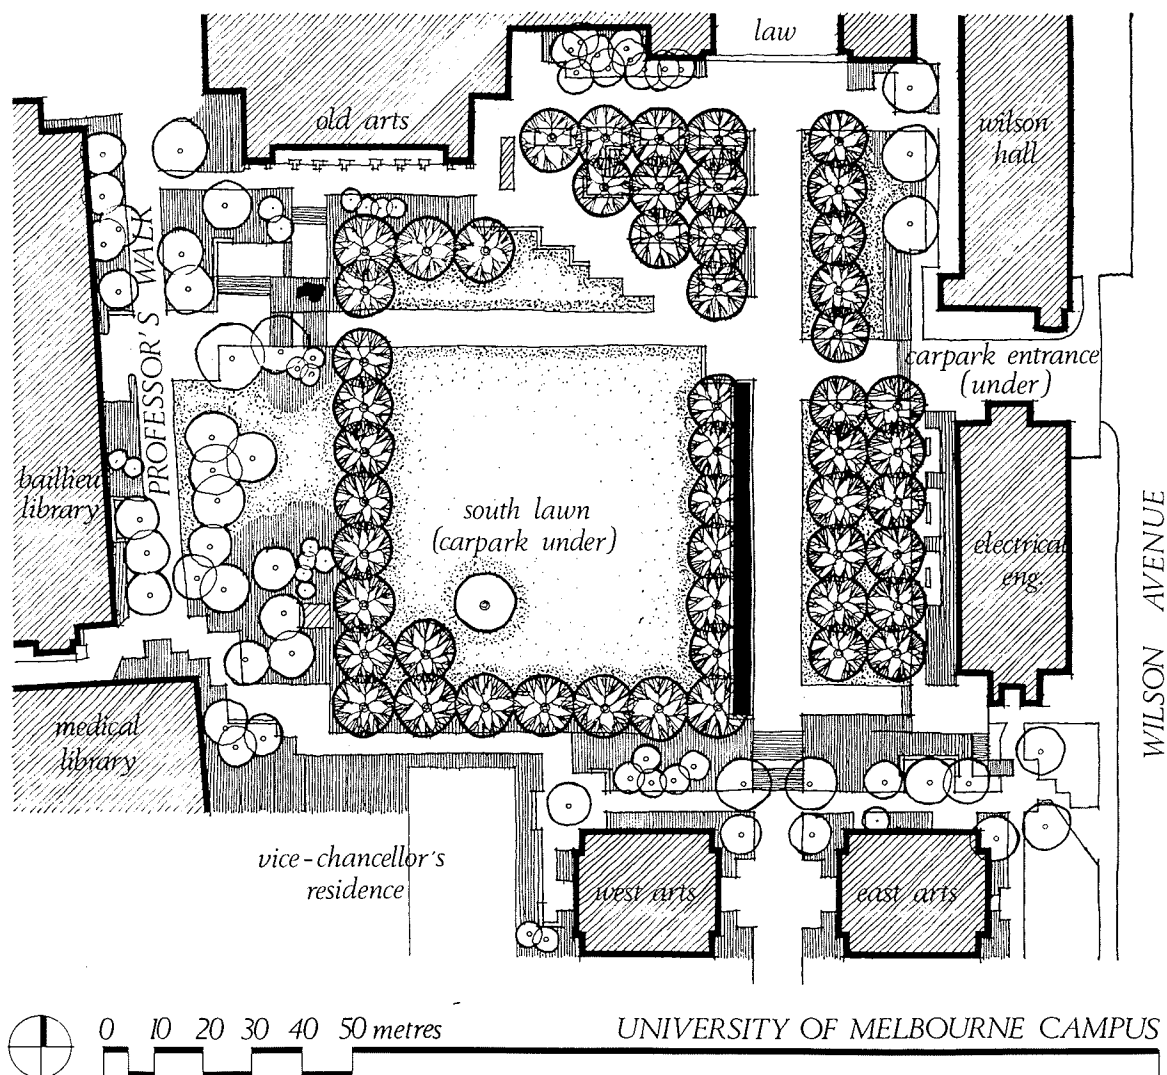 law
old arts
wilson
hall
PROFESSOR'S WALK
carpark entrance
(under)
baillieu
library
south lawn
(carpark under)
electrical
eng.
WILSON AVENUE
medical
library
vice-chancellor's
residence
west arts
east arts
0 10 20 30 40 50 metres
UNIVERSITY OF MELBOURNE CAMPUS